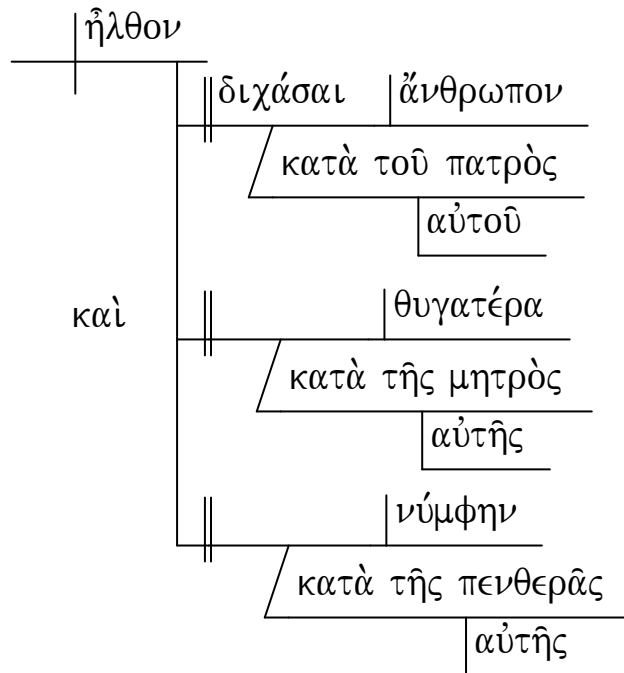 ἦλθον
διχάσαι ἄνθρωπον
κατὰ τοῦ πατρὸς
αὐτοῦ
καὶ θυγατέρα
κατὰ τῆς μητρὸς
αὐτῆς
νύμφην
κατὰ τῆς πενθερᾶς
αὐτῆς